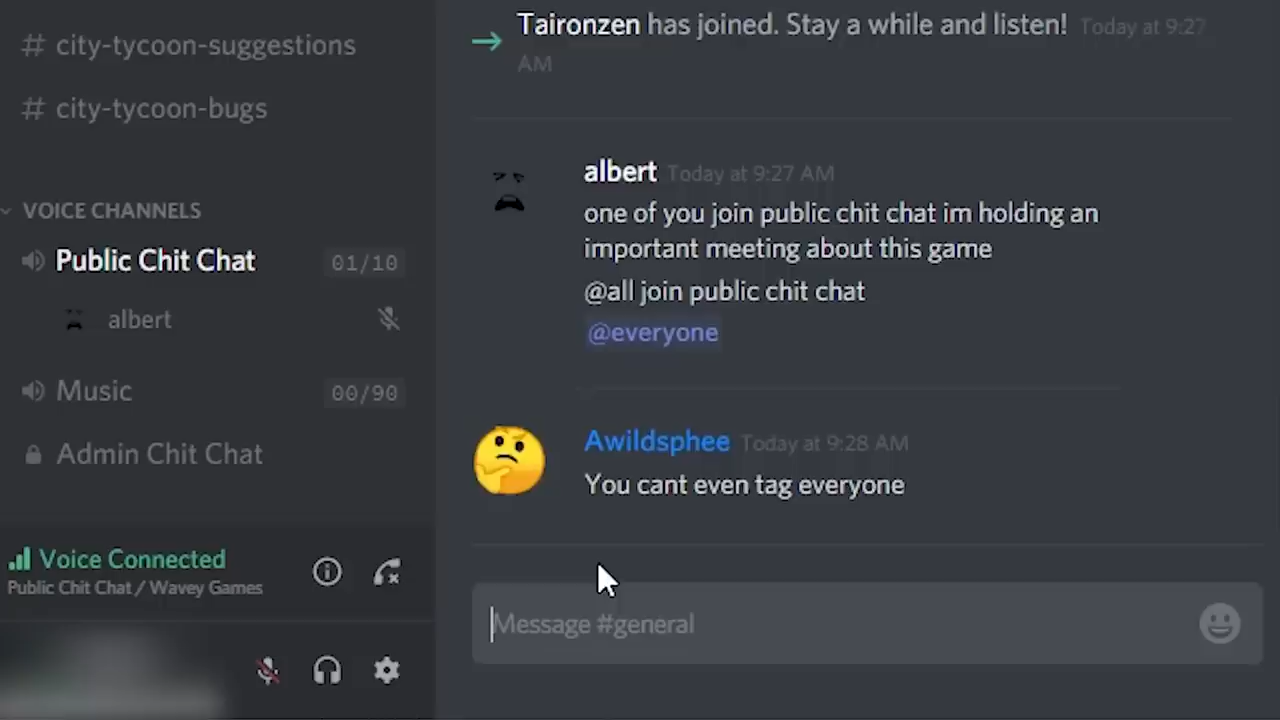 # city-tycoon-suggestions
# city-tycoon-bugs
VOICE CHANNELS
Public Chit Chat 01/10
albert
Music 00/90
Admin Chit Chat
Voice Connected
Public Chit Chat / Wavey Games
Taironzen has joined. Stay a while and listen! Today at 9:27
AM
albert Today at 9:27 AM
one of you join public chit chat im holding an
important meeting about this game
@all join public chit chat
@everyone
Awildsphee Today at 9:28 AM
You cant even tag everyone
Message #general